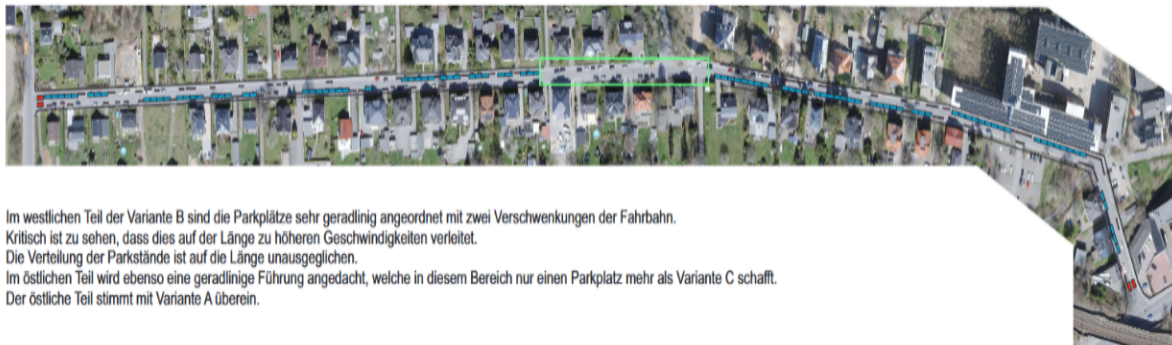 Im westlichen Teil der Variante B sind die Parkplätze sehr geradlinig angeordnet mit zwei Verschwenkungen der Fahrbahn.
Kritisch ist zu sehen, dass dies auf der Länge zu höheren Geschwindigkeiten verleitet.
Die Verteilung der Parkstände ist auf die Länge unausgeglichen.
Im östlichen Teil wird ebenso eine geradlinige Führung angedacht, welche in diesem Bereich nur einen Parkplatz mehr als Variante C schafft.
Der östliche Teil stimmt mit Variante A überein.